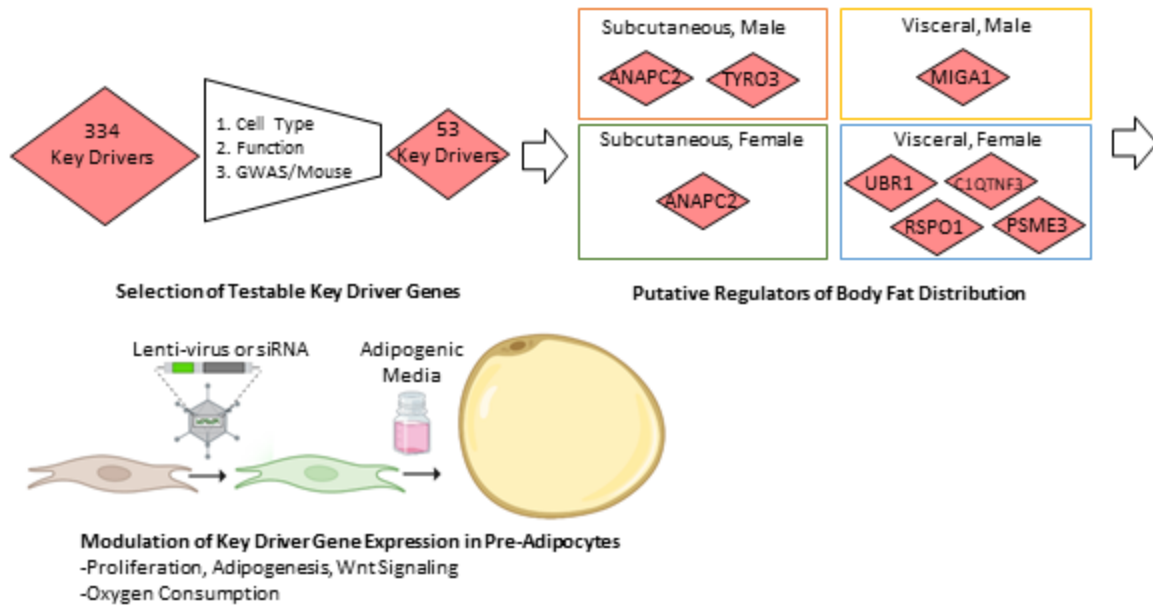 334
Key Drivers
1. Cell Type
2. Function
3. GWAS/Mouse
53
Key Drivers
Subcutaneous, Male
ANAPC2
TYRO3
Visceral, Male
MIGA1
Subcutaneous, Female
ANAPC2
Visceral, Female
UBR1
C1QTNF3
RSPO1
PSME3
Selection of Testable Key Driver Genes
Putative Regulators of Body Fat Distribution
Lenti-virus or siRNA
Adipogenic
Media
Modulation of Key Driver Gene Expression in Pre-Adipocytes
-Proliferation, Adipogenesis, Wnt Signaling
-Oxygen Consumption